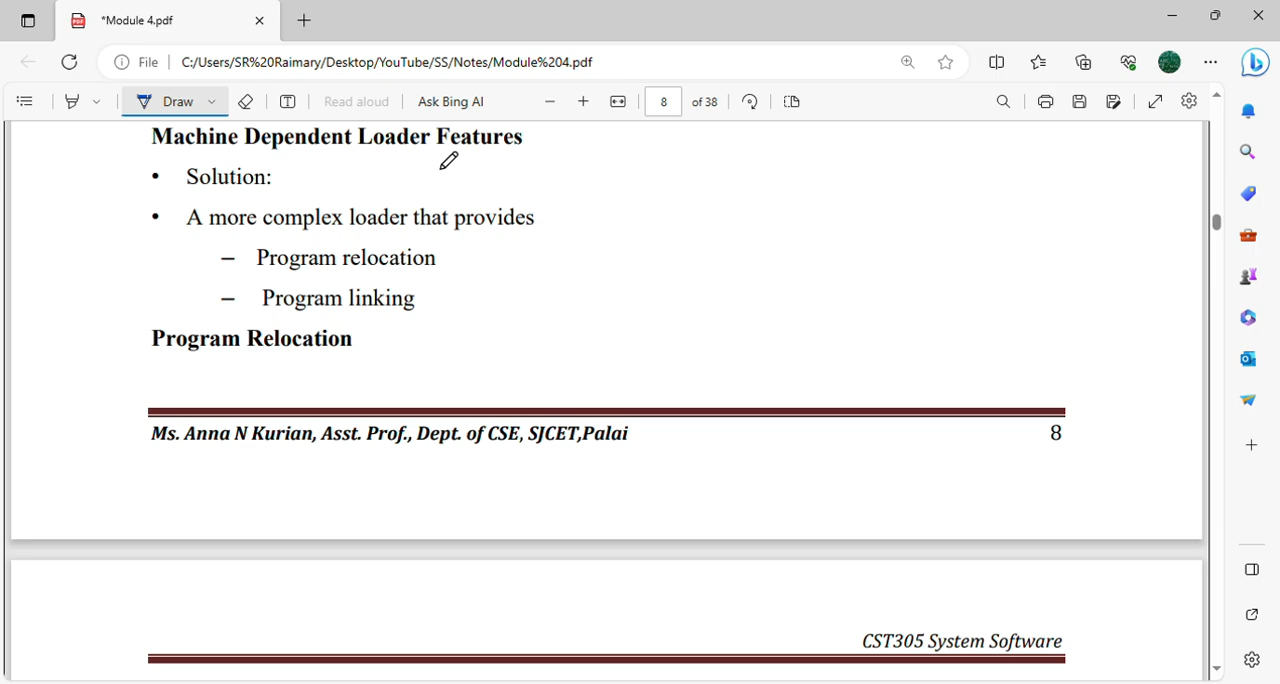 *Module 4.pdf
File
C:/Users/SR%20Raimary/Desktop/YouTube/SS/Notes/Module%204.pdf
Draw
Read aloud
Ask Bing AI
8 of 38
Machine Dependent Loader Features
• Solution:
• A more complex loader that provides
– Program relocation
– Program linking
Program Relocation
Ms. Anna N Kurian, Asst. Prof., Dept. of CSE, SJCET,Palai 8
CST305 System Software